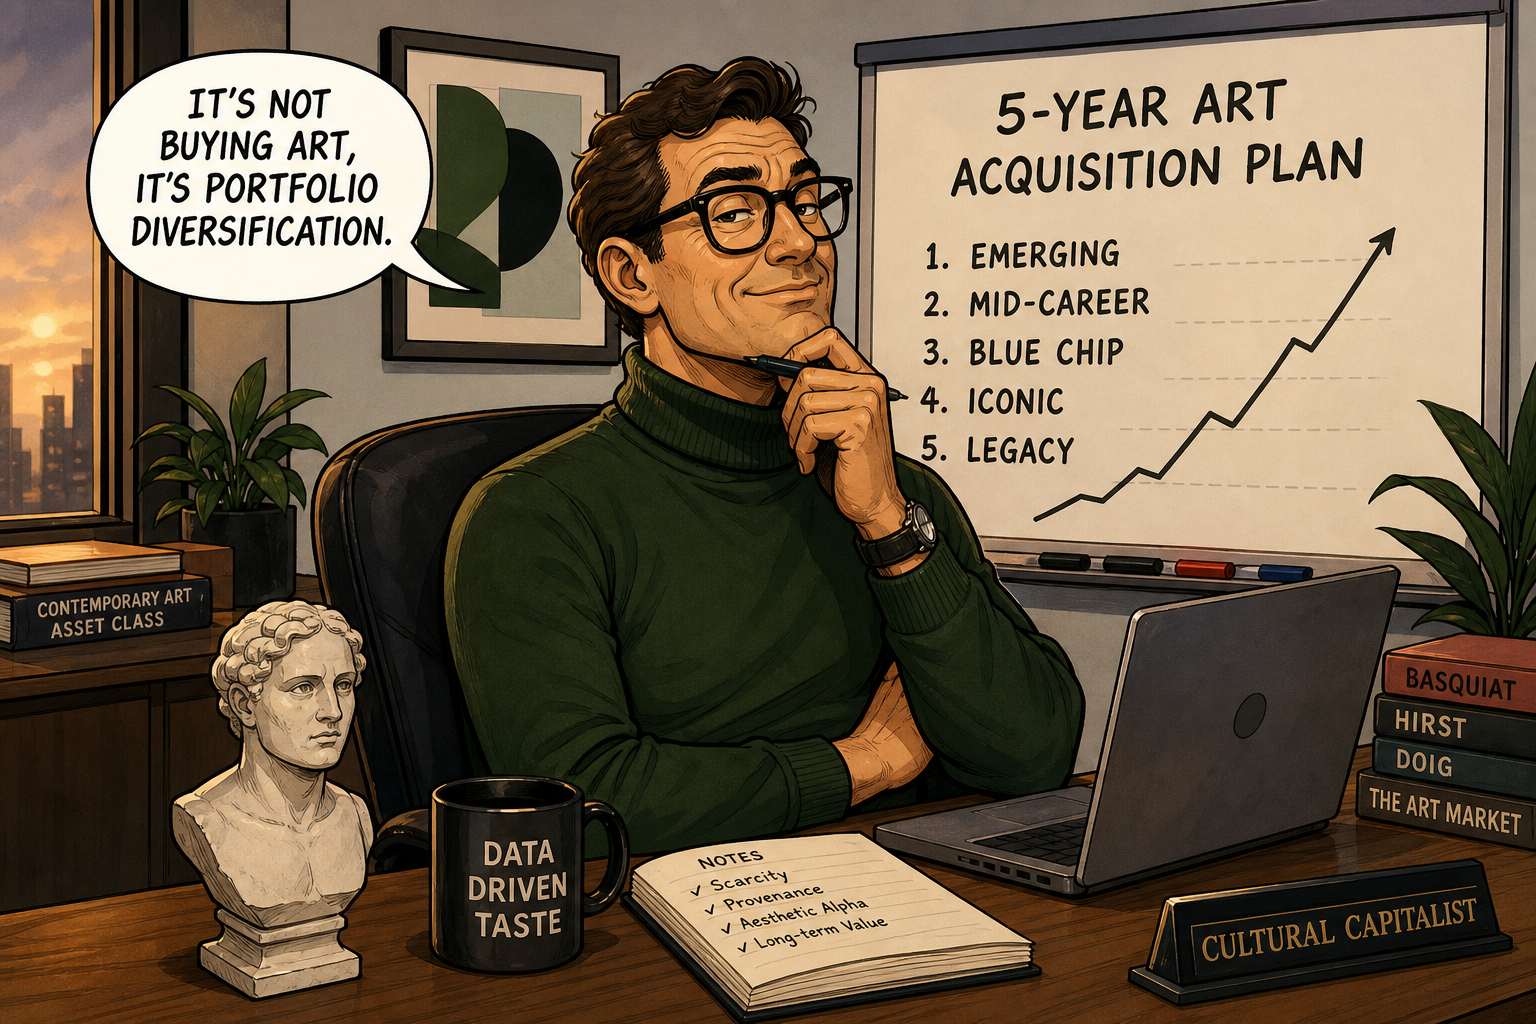 IT'S NOT
BUYING ART,
IT'S PORTFOLIO
DIVERSIFICATION.
5-YEAR ART
ACQUISITION PLAN
1. EMERGING
2. MID-CAREER
3. BLUE CHIP
4. ICONIC
5. LEGACY
CONTEMPORARY ART
ASSET CLASS
DATA
DRIVEN
TASTE
NOTES
✓ Scarcity
✓ Provenance
✓ Aesthetic Alpha
✓ Long-term Value
BASQUIAT
HIRST
DOIG
THE ART MARKET
CULTURAL CAPITALIST